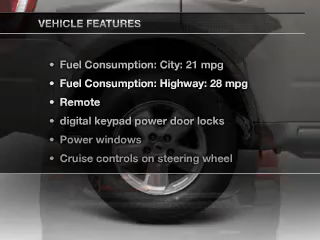 VEHICLE FEATURES
• Fuel Consumption: City: 21 mpg
• Fuel Consumption: Highway: 28 mpg
• Remote
• digital keypad power door locks
• Power windows
• Cruise controls on steering wheel